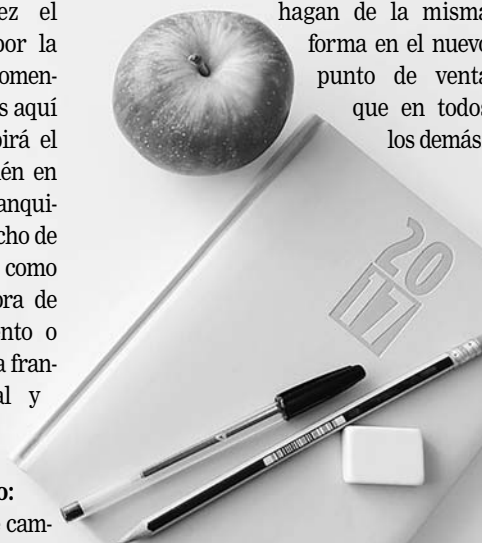 ez el
por la
omen-
s aquí
birá el
én en
anqui-
cho de
como
ora de
nto o
a fran-
al y
o:
e cam-
hagan de la misma
forma en el nuevo
punto de venta
que en todos
los demás
20
17